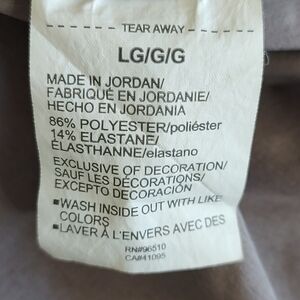 --- TEAR AWAY ---
LG/G/G
MADE IN JORDAN/
FABRIQUÉ EN JORDANIE/
HECHO EN JORDANIA
86% POLYESTER/poliéster
14% ELASTANE/
ÉLASTHANNE/elastano
EXCLUSIVE OF DECORATION/
SAUF LES DÉCORATIONS/
EXCEPTO DECORACIÓN
■WASH INSIDE OUT WITH LIKE
COLORS
■LAVER À L'ENVERS AVEC DES
RN#96510
CA#41095